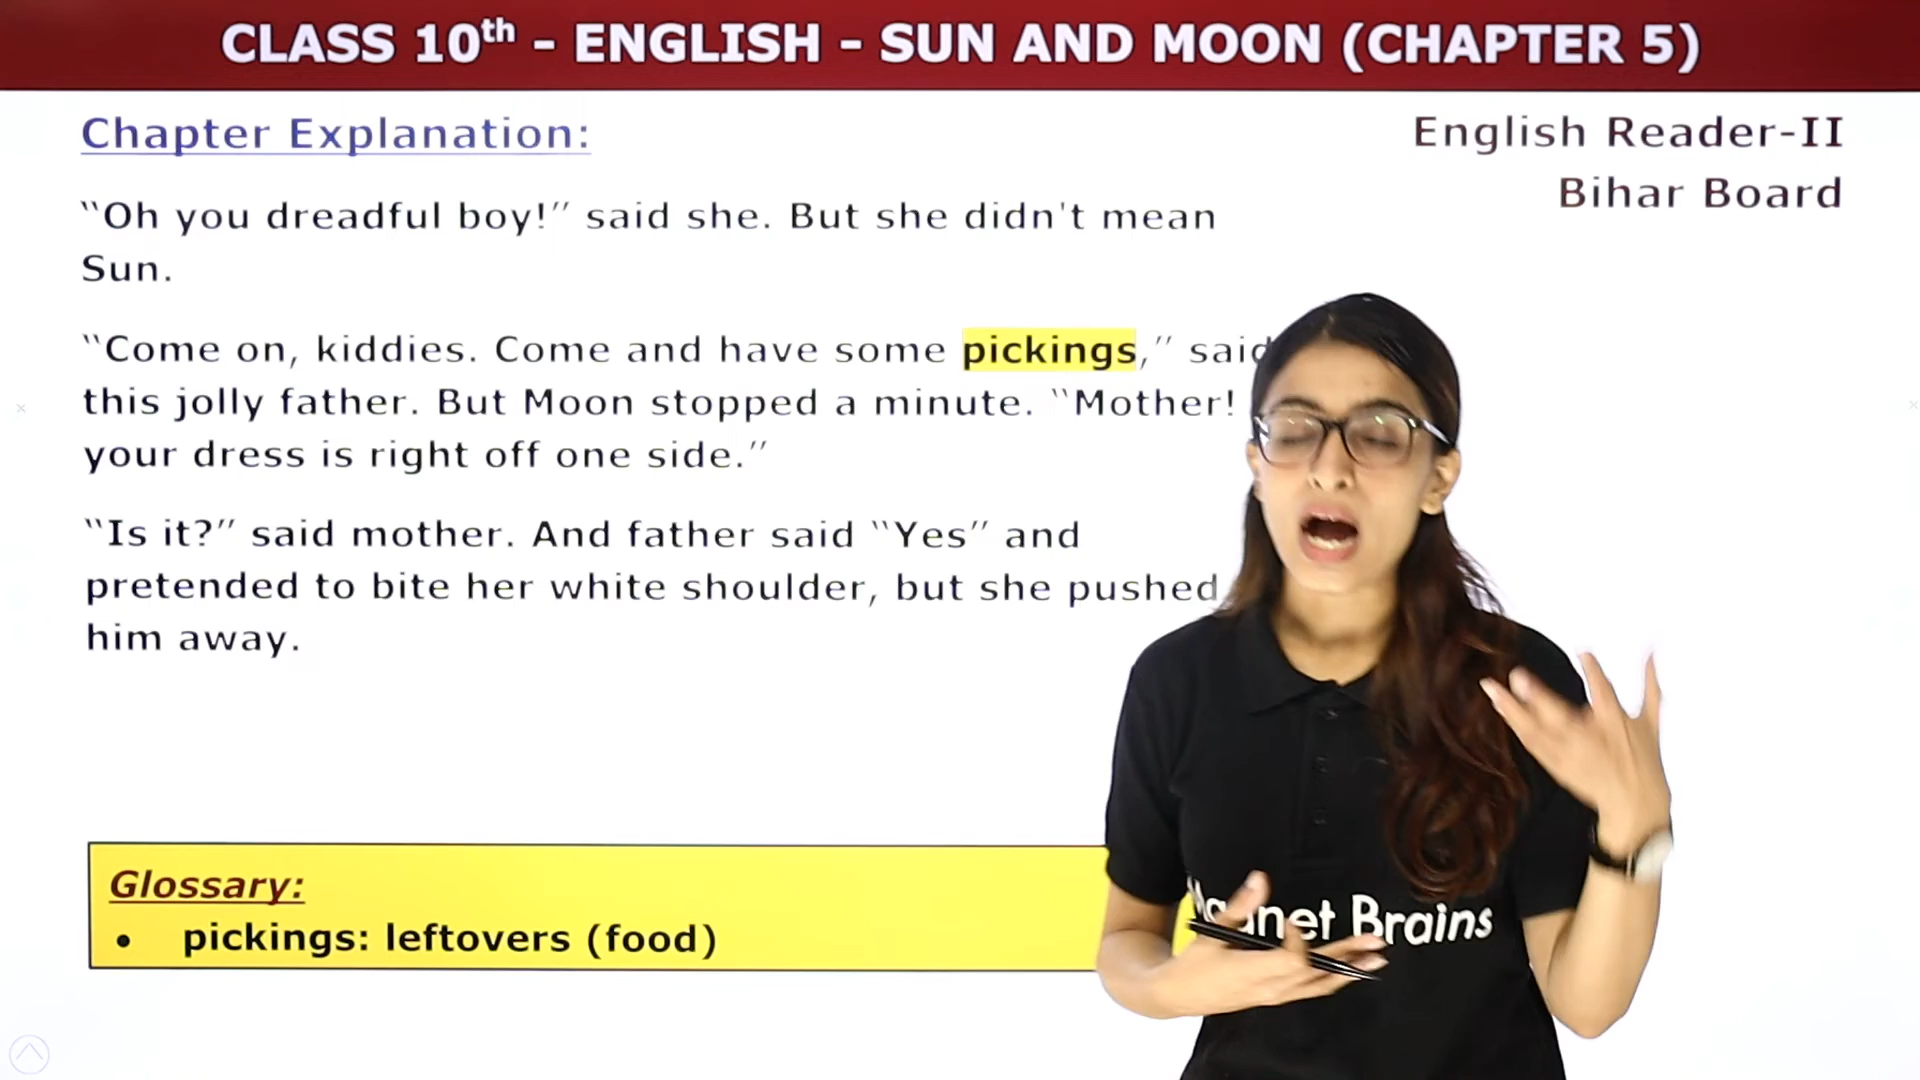 CLASS 10th - ENGLISH - SUN AND MOON (CHAPTER 5)
Chapter Explanation:
English Reader-II
Bihar Board
“Oh you dreadful boy!” said she. But she didn't mean
Sun.
“Come on, kiddies. Come and have some pickings,” said
this jolly father. But Moon stopped a minute. “Mother!
your dress is right off one side.”
“Is it?” said mother. And father said “Yes” and
pretended to bite her white shoulder, but she pushed
him away.
Glossary:
• pickings: leftovers (food)
Magnet Brains